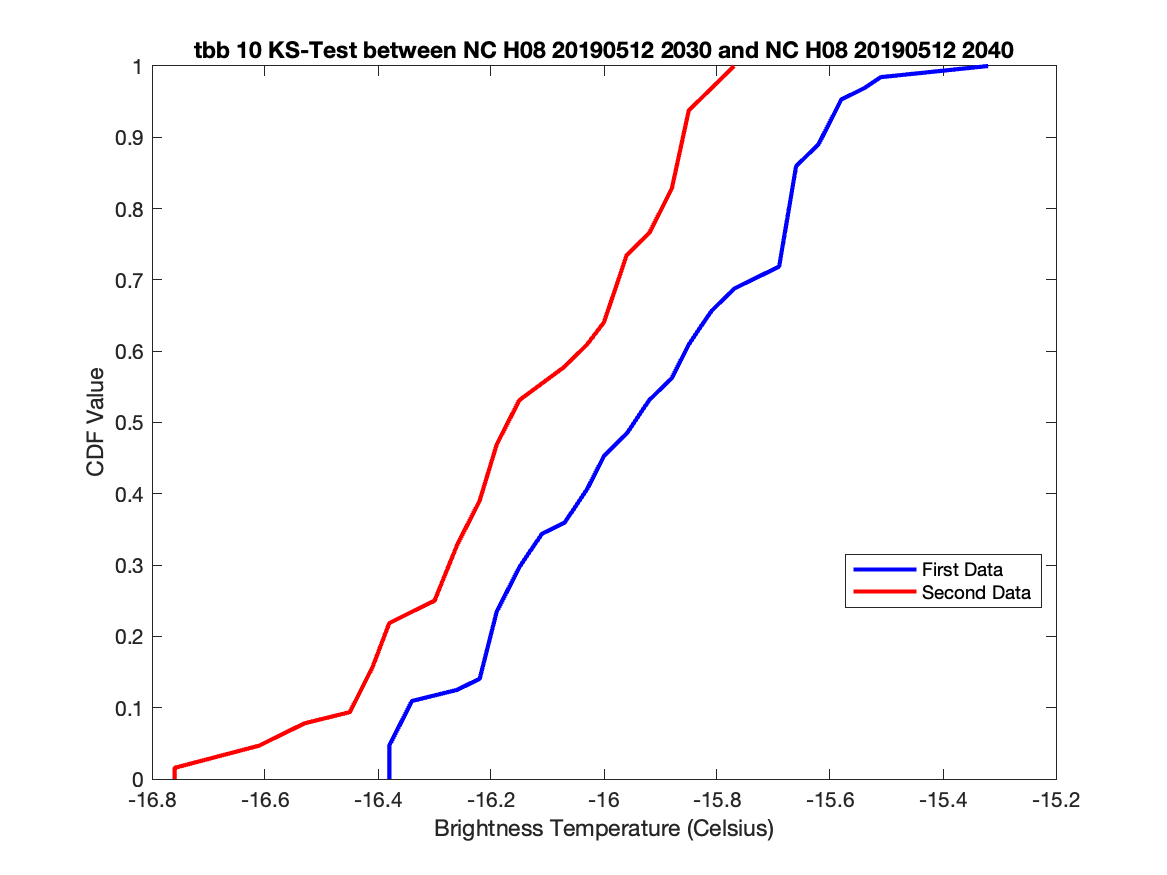 tbb 10 KS-Test between NC H08 20190512 2030 and NC H08 20190512 2040
1
0.9
0.8
0.7
0.6
0.5
0.4
0.3
0.2
0.1
0
CDF Value
First Data
Second Data
-16.8 -16.6 -16.4 -16.2 -16 -15.8 -15.6 -15.4 -15.2
Brightness Temperature (Celsius)